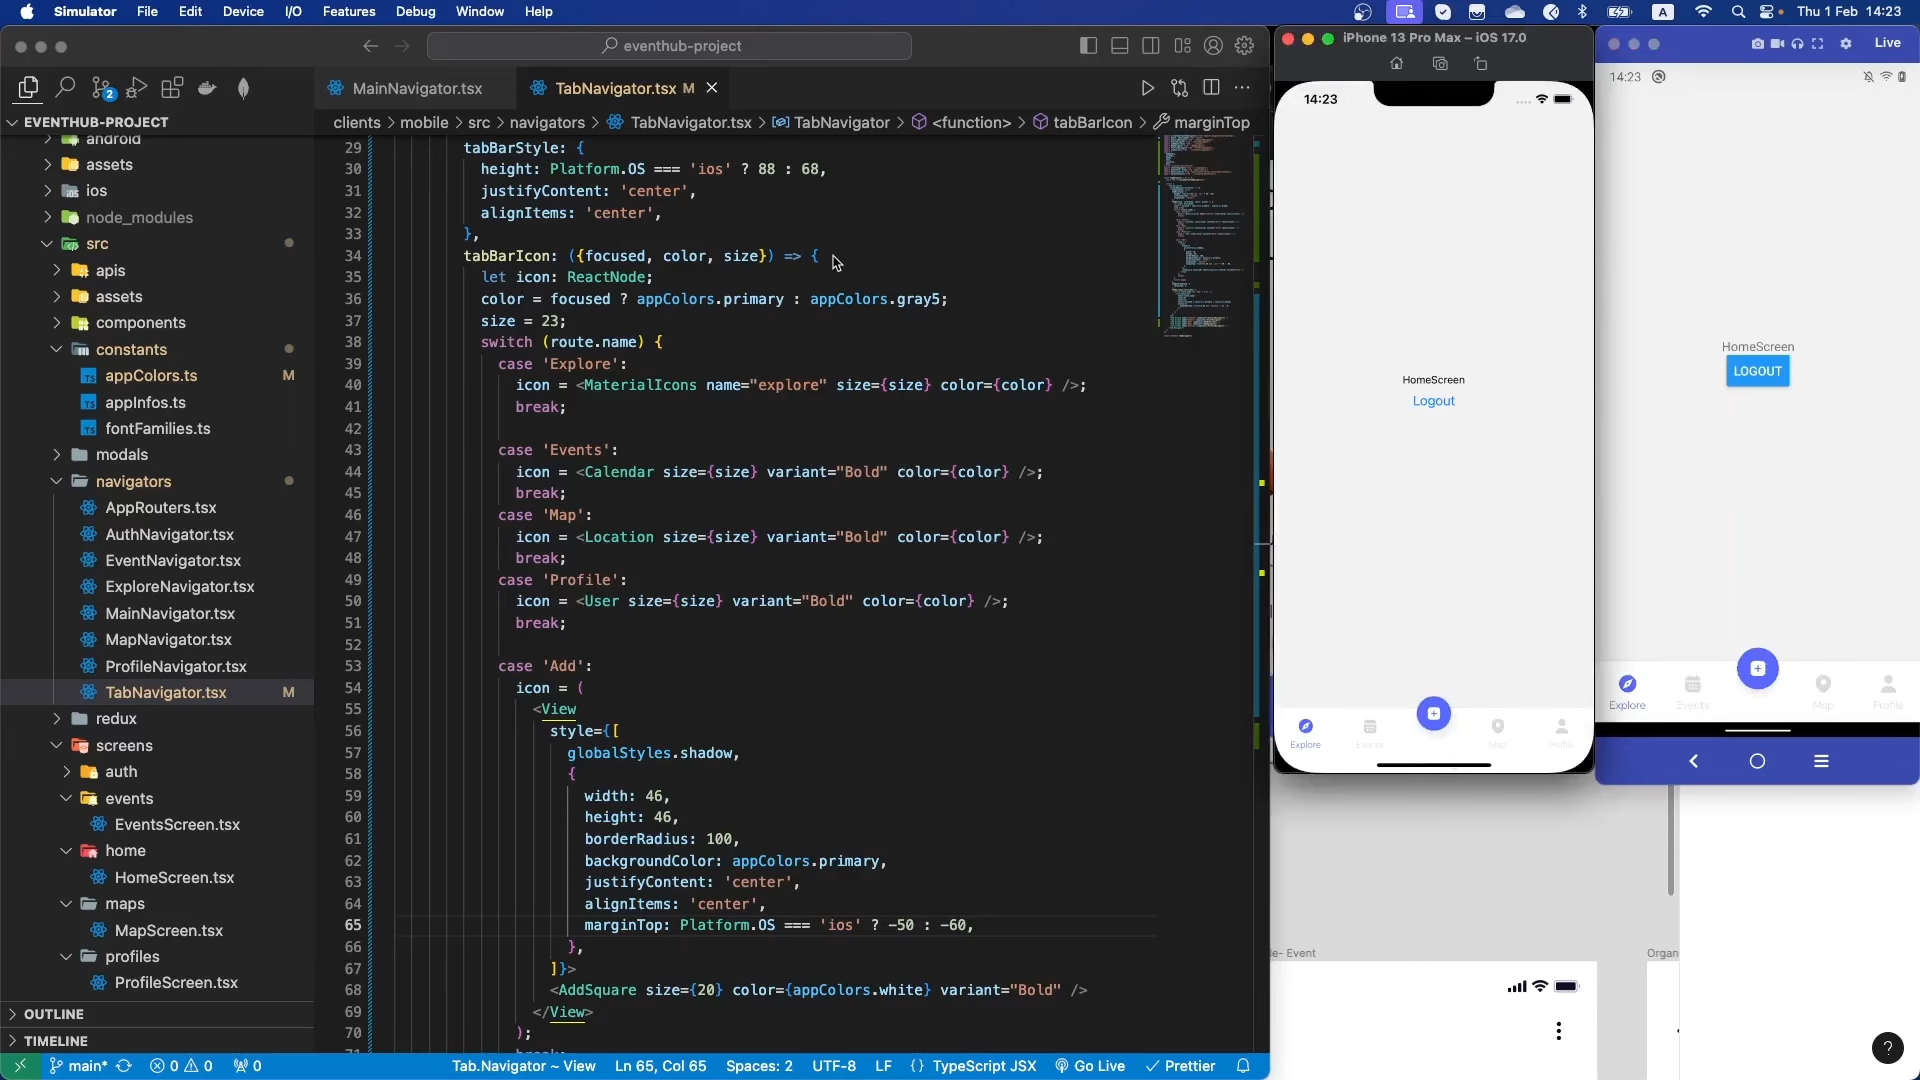 Simulator File Edit Device I/O Features Debug Window Help
A Thu 1 Feb 14:23
eventhub-project
iPhone 13 Pro Max – iOS 17.0
Live
2
MainNavigator.tsx
TabNavigator.tsx M
EVENTHUB-PROJECT
clients > mobile > src > navigators > TabNavigator.tsx > TabNavigator > <function> > tabBarIcon > marginTop
android
assets
ios
node_modules
src
apis
assets
components
constants
appColors.ts M
appInfos.ts
fontFamilies.ts
modals
navigators
AppRouters.tsx
AuthNavigator.tsx
EventNavigator.tsx
ExploreNavigator.tsx
MainNavigator.tsx
MapNavigator.tsx
ProfileNavigator.tsx
TabNavigator.tsx M
redux
screens
auth
events
EventsScreen.tsx
home
HomeScreen.tsx
maps
MapScreen.tsx
profiles
ProfileScreen.tsx
OUTLINE
TIMELINE
29 tabBarStyle: {
30 height: Platform.OS === 'ios' ? 88 : 68,
31 justifyContent: 'center',
32 alignItems: 'center',
33 },
34 tabBarIcon: ({focused, color, size}) => {
35 let icon: ReactNode;
36 color = focused ? appColors.primary : appColors.gray5;
37 size = 23;
38 switch (route.name) {
39 case 'Explore':
40 icon = <MaterialIcons name="explore" size={size} color={color} />;
41 break;
42
43 case 'Events':
44 icon = <Calendar size={size} variant="Bold" color={color} />;
45 break;
46 case 'Map':
47 icon = <Location size={size} variant="Bold" color={color} />;
48 break;
49 case 'Profile':
50 icon = <User size={size} variant="Bold" color={color} />;
51 break;
52
53 case 'Add':
54 icon = (
55 <View
56 style={[
57 globalStyles.shadow,
58 {
59 width: 46,
60 height: 46,
61 borderRadius: 100,
62 backgroundColor: appColors.primary,
63 justifyContent: 'center',
64 alignItems: 'center',
65 marginTop: Platform.OS === 'ios' ? -50 : -60,
66 },
67 ]}>
68 <AddSquare size={20} color={appColors.white} variant="Bold" />
69 </View>
70 );
14:23
HomeScreen
Logout
Explore Events Map Profile
14:23
HomeScreen
LOGOUT
Explore Events Map Profile
le- Event
Organ
?
main* 0 0 0
Tab.Navigator ~ View Ln 65, Col 65 Spaces: 2 UTF-8 LF {} TypeScript JSX Go Live Prettier